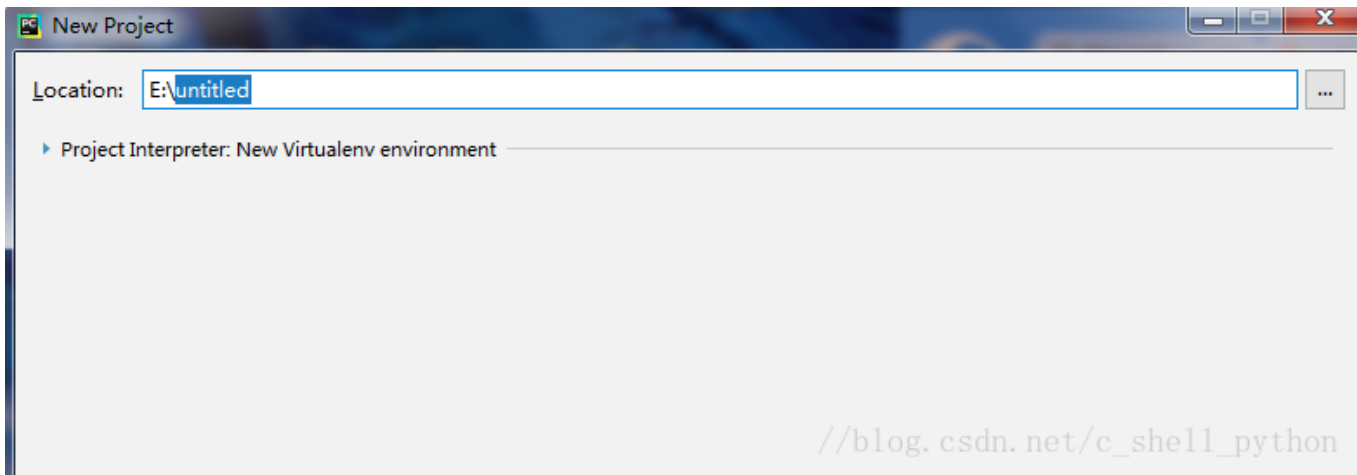 New Project
Location: E:\untitled ...
Project Interpreter: New Virtualenv environment
//blog.csdn.net/c_shell_python